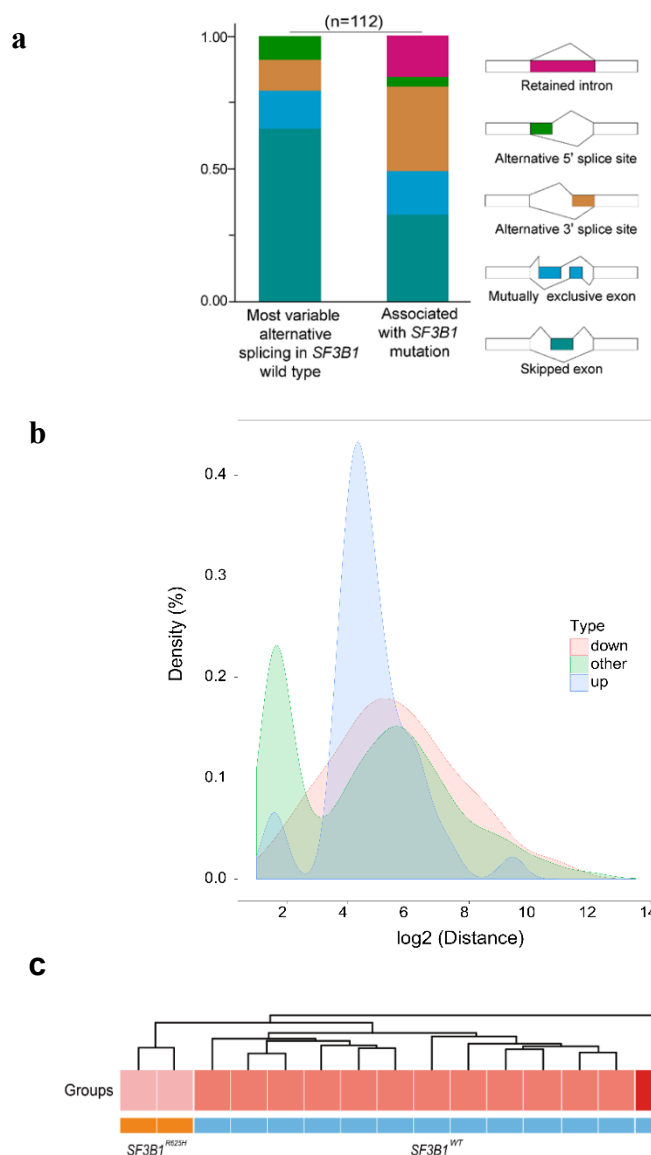 a
(n=112)
1.00
0.50
0.00
Most variable
alternative
splicing in SF3B1
wild type
Associated
with SF3B1
mutation
Retained intron
Alternative 5' splice site
Alternative 3' splice site
Mutually exclusive exon
Skipped exon
b
Density (%)
0.4
0.3
0.2
0.1
0.0
2 4 6 8 10 12 14
log2 (Distance)
Type
down
other
up
c
Groups
SF3B1R625H
SF3B1WT